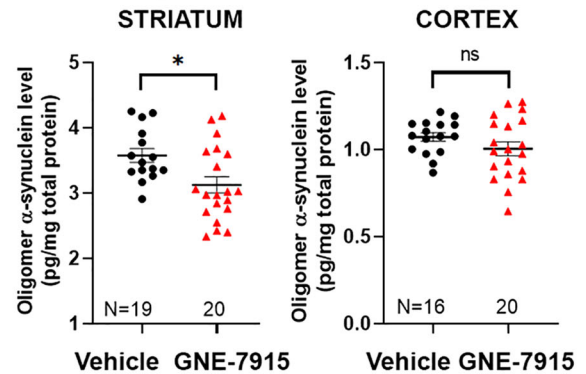 STRIATUM
Oligomer α-synuclein level
(pg/mg total protein)
5
4
3
2
1
*
N=19
20
Vehicle GNE-7915
CORTEX
Oligomer α-synuclein level
(pg/mg total protein)
1.5
1.0
0.5
0.0
ns
N=16
20
Vehicle GNE-7915